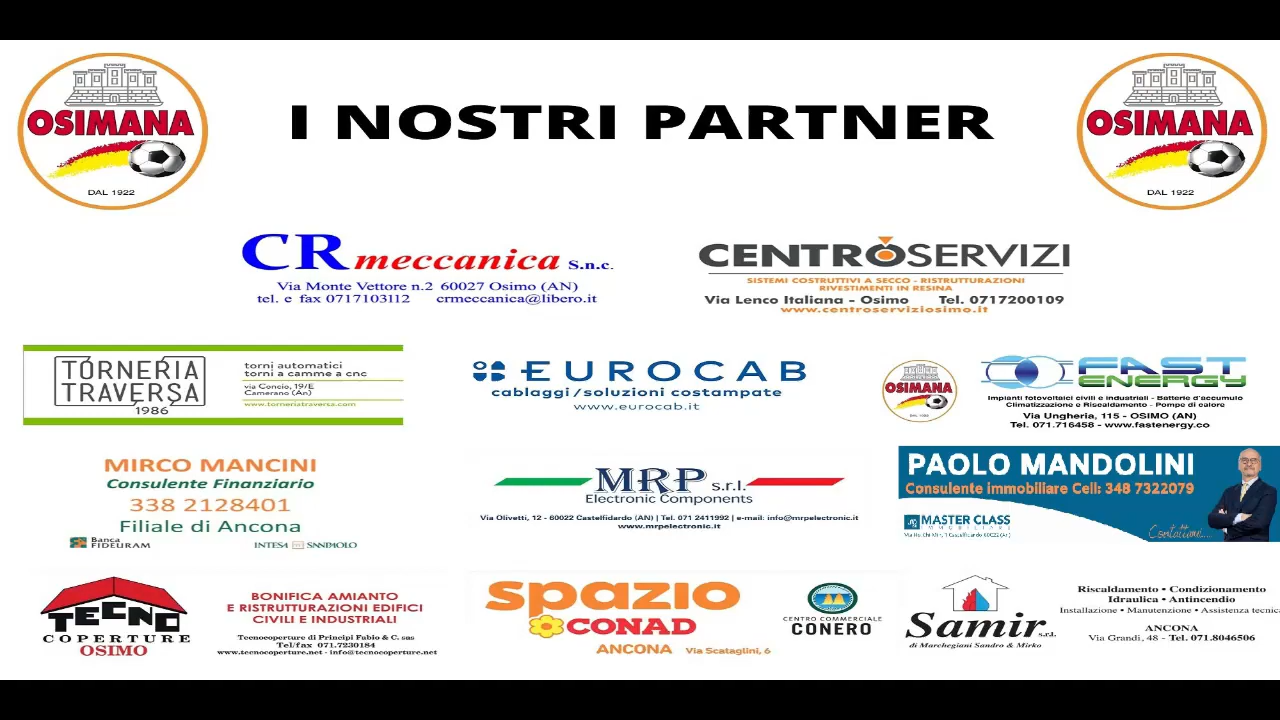 OSIMANA
DAL 1922
I NOSTRI PARTNER
OSIMANA
DAL 1922
CR meccanica S.n.c.
Via Monte Vettore n.2 60027 Osimo (AN)
tel. e fax 0717103112 crmeccanica@libero.it
CENTROSERVIZI
SISTEMI COSTRUTTIVI A SECCO - RISTRUTTURAZIONI
RIVESTIMENTI IN RESINA
Via Lenco Italiana - Osimo Tel. 0717200109
www.centroserviziosimo.it
TORNERIA
TRAVERSA
1986
torni automatici
torni a camme a cnc
via Concio, 19/E
Camerano (An)
www.torneriatraversa.com
EUROCAB
cablaggi/soluzioni costampate
www.eurocab.it
OSIMANA
FAST
ENERGY
Impianti fotovoltaici civili e industriali - Batterie d'accumulo
Climatizzazione e Riscaldamento - Pompe di calore
Via Ungheria, 115 - OSIMO (AN)
Tel. 071.716458 - www.fastenergy.co
MIRCO MANCINI
Consulente Finanziario
338 2128401
Filiale di Ancona
Banca
FIDEURAM
INTESA SANPAOLO
MRP s.r.l.
Electronic Components
Via Olivetti, 12 - 60022 Castelfidardo (AN) | Tel. 071 2411992 | e-mail: info@mrpelectronic.it
www.mrpelectronic.it
PAOLO MANDOLINI
Consulente immobiliare Cell: 348 7322079
MASTER CLASS
IMMOBILIARE
Castelfidardo 60022 (An)
Contattami....
TECNO
COPERTURE
OSIMO
BONIFICA AMIANTO
E RISTRUTTURAZIONI EDIFICI
CIVILI E INDUSTRIALI
Tecnocoperture di Principi Fabio & C. sas
Tel/fax 071.7230184
www.tecnocoperture.net - info@tecnocoperture.net
spazio
CONAD
ANCONA Via Scataglini, 6
CENTRO COMMERCIALE
CONERO
Samir s.r.l.
di Marchegiani Sandro & Mirko
Riscaldamento • Condizionamento
Idraulica • Antincendio
Installazione • Manutenzione • Assistenza tecnica
ANCONA
Via Grandi, 48 - Tel. 071.8046506